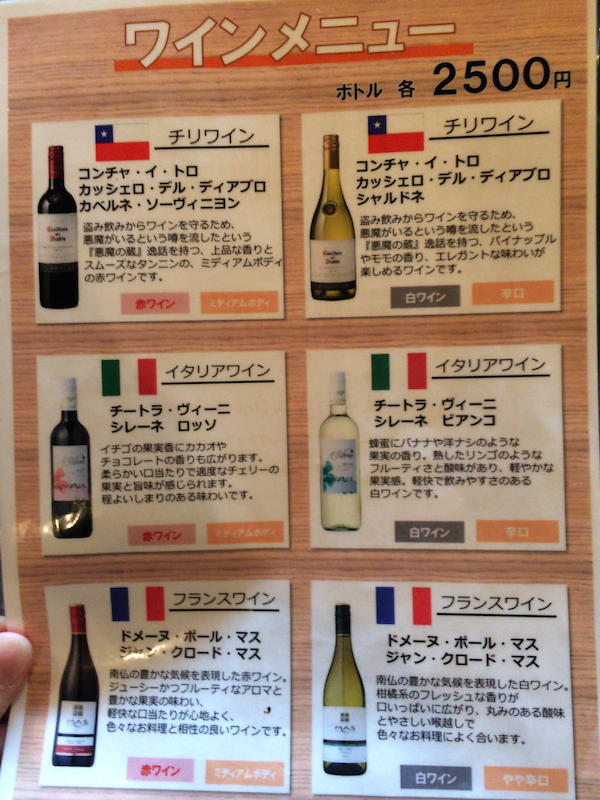 ワインメニュー
ボトル 各 2500円
チリワイン
コンチャ・イ・トロ
カッシェロ・デル・ディアブロ
カベルネ・ソーヴィニヨン
盗み飲みからワインを守るため、
悪魔がいるという噂を流したという
『悪魔の蔵』逸話を持つ、上品な香りと
スムーズなタンニンの、ミディアムボディ
の赤ワインです。
赤ワイン ミディアムボディ
チリワイン
コンチャ・イ・トロ
カッシェロ・デル・ディアブロ
シャルドネ
盗み飲みからワインを守るため、
悪魔がいるという噂を流したという
『悪魔の蔵』逸話を持つ、パイナップル
やモモの香り、エレガントな味わいが
楽しめるワインです。
白ワイン 辛口
イタリアワイン
チートラ・ヴィーニ
シレーネ ロッソ
イチゴの果実香にカカオや
チョコレートの香りも広がります。
柔らかい口当たりで適度なチェリーの
果実と旨味が感じられます。
程よいしまりのある味わいです。
赤ワイン ミディアムボディ
イタリアワイン
チートラ・ヴィーニ
シレーネ ビアンコ
蜂蜜にバナナや洋ナシのような
果実の香り。熟したリンゴのような
フルーティさと酸味があり、軽やかな
果実感。軽快で飲みやすさのある
白ワインです。
白ワイン 辛口
フランスワイン
ドメーヌ・ポール・マス
ジャン・クロード・マス
南仏の豊かな気候を表現した赤ワイン。
ジューシーかつフルーティなアロマと
豊かな果実の味わい、
軽快な口当たりが心地よく、
色々なお料理と相性の良いワインです。
MAS
赤ワイン ミディアムボディ
フランスワイン
ドメーヌ・ポール・マス
ジャン・クロード・マス
南仏の豊かな気候を表現した白ワイン。
柑橘系のフレッシュな香りが
口いっぱいに広がり、丸みのある酸味
とやさしい喉越しで
色々なお料理によく合います。
MAS
白ワイン やや辛口